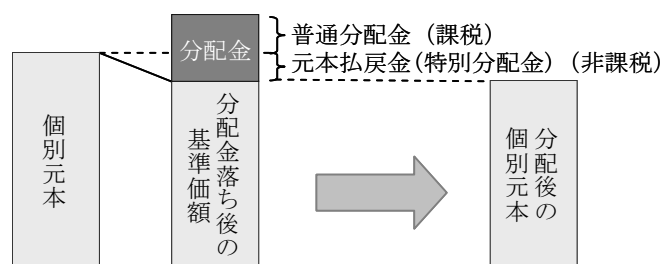 分配金
普通分配金（課税）
元本払戻金(特別分配金)（非課税）
個別元本
分配金落ち後の
基準価額
分配後の
個別元本